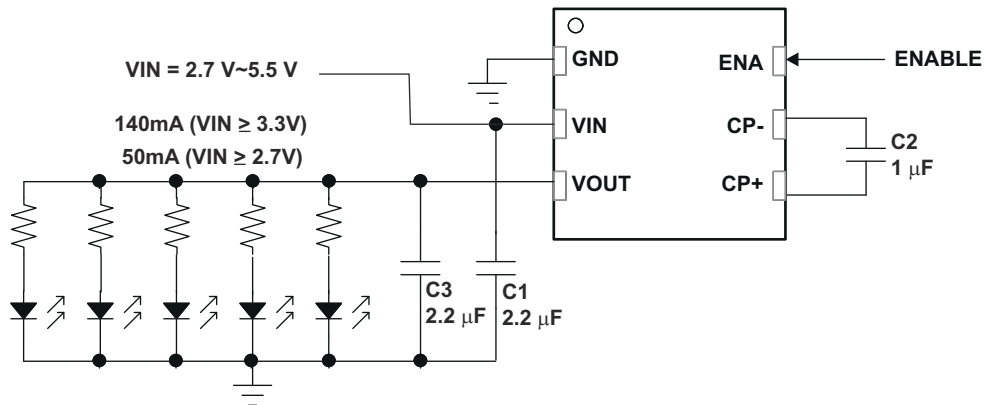 GND
ENA
ENABLE
VIN = 2.7 V~5.5 V
140mA (VIN ≥ 3.3V)
50mA (VIN ≥ 2.7V)
VIN
CP-
C2
1 μF
VOUT
CP+
C3
2.2 μF
C1
2.2 μF